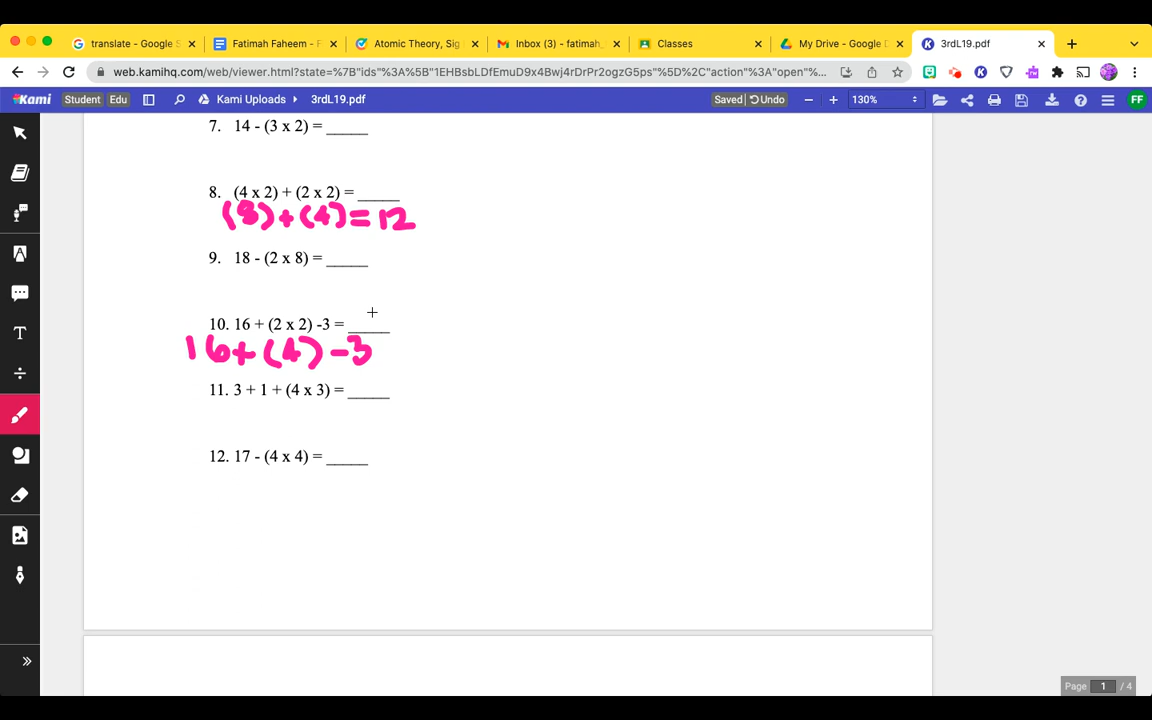 translate - Google S
Fatimah Faheem - F
Atomic Theory, Sig
Inbox (3) - fatimah_
Classes
My Drive - Google D
3rdL19.pdf
web.kamihq.com/web/viewer.html?state=%7B"ids"%3A%5B"1EHBsbLDfEmuD9x4Bwj4rDrPr2ogzG5ps"%5D%2C"action"%3A"open"%...
Kami Student Edu Kami Uploads 3rdL19.pdf Saved Undo 130% FF
7. 14 - (3 x 2) = _____
8. (4 x 2) + (2 x 2) = _____
(8)+(4)=12
9. 18 - (2 x 8) = _____
10. 16 + (2 x 2) -3 = _____
16+(4)-3
11. 3 + 1 + (4 x 3) = _____
12. 17 - (4 x 4) = _____
Page 1 / 4